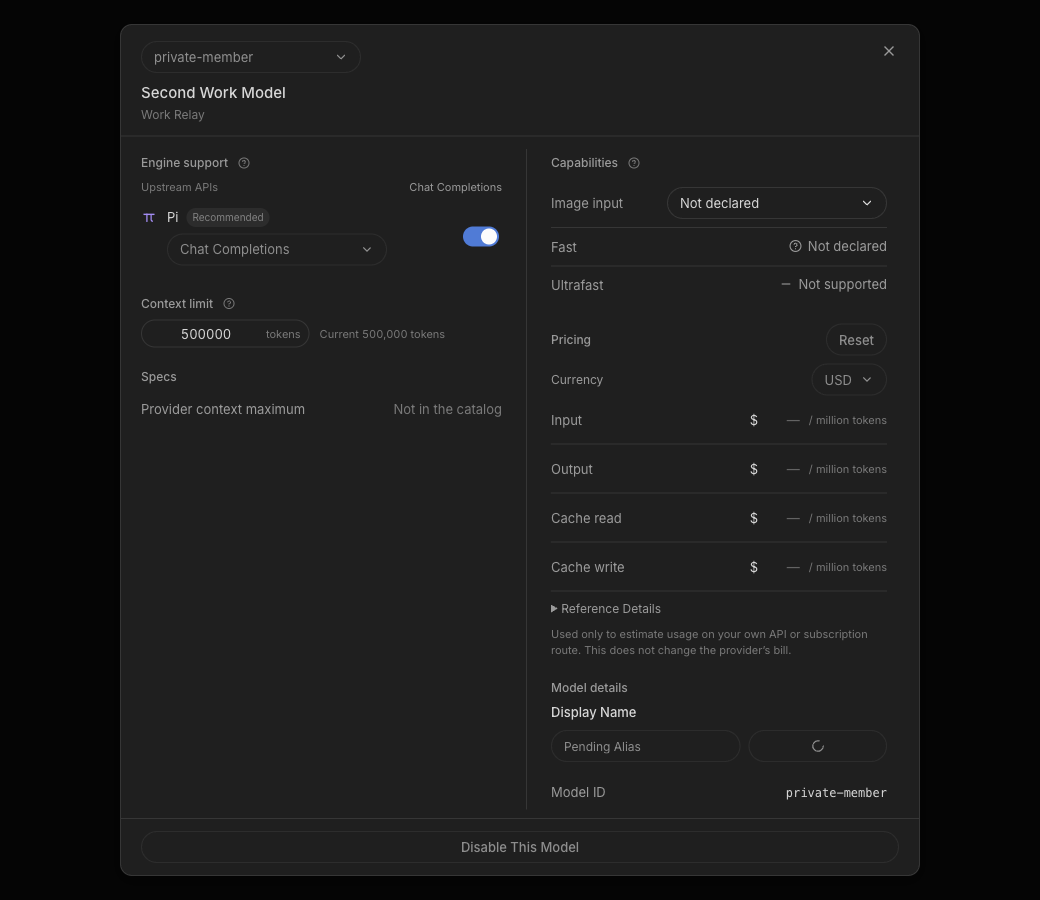 private-member
Second Work Model
Work Relay
Engine support
Upstream APIs Chat Completions
Pi Recommended
Chat Completions
Context limit
500000 tokens Current 500,000 tokens
Specs
Provider context maximum Not in the catalog
Capabilities
Image input Not declared
Fast Not declared
Ultrafast — Not supported
Pricing Reset
Currency USD
Input $ — / million tokens
Output $ — / million tokens
Cache read $ — / million tokens
Cache write $ — / million tokens
Reference Details
Used only to estimate usage on your own API or subscription
route. This does not change the provider's bill.
Model details
Display Name
Pending Alias
Model ID private-member
Disable This Model